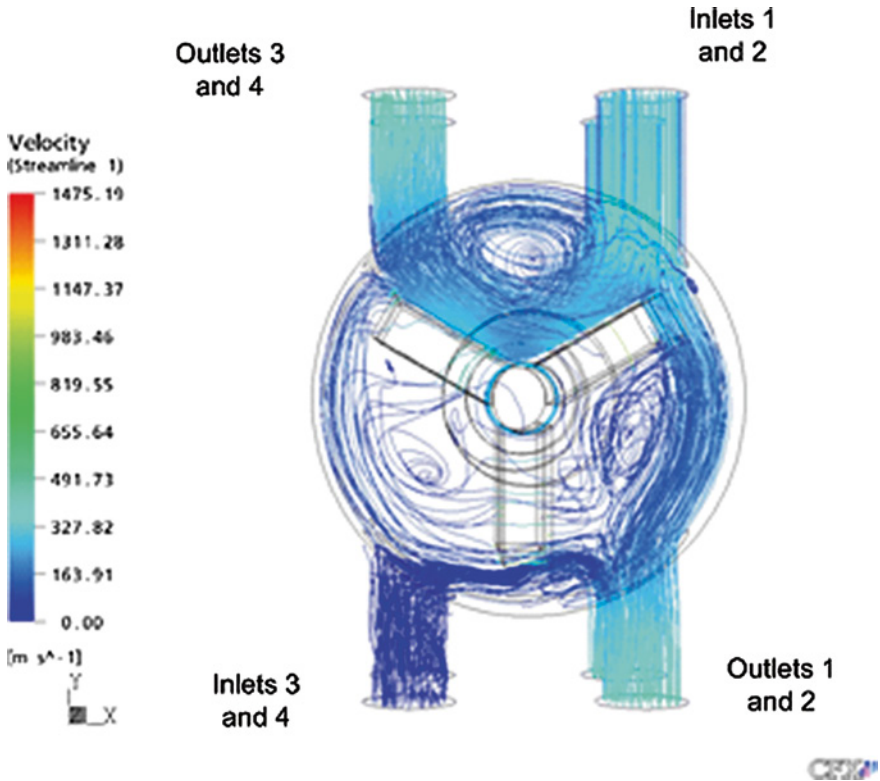 Inlets 1
and 2
Outlets 3
and 4
Velocity
(Streamline 1)
1475.19
1311.28
1147.37
983.46
819.55
655.64
491.73
327.82
163.91
0.00
[m s^-1]
Y
X
Inlets 3
and 4
Outlets 1
and 2